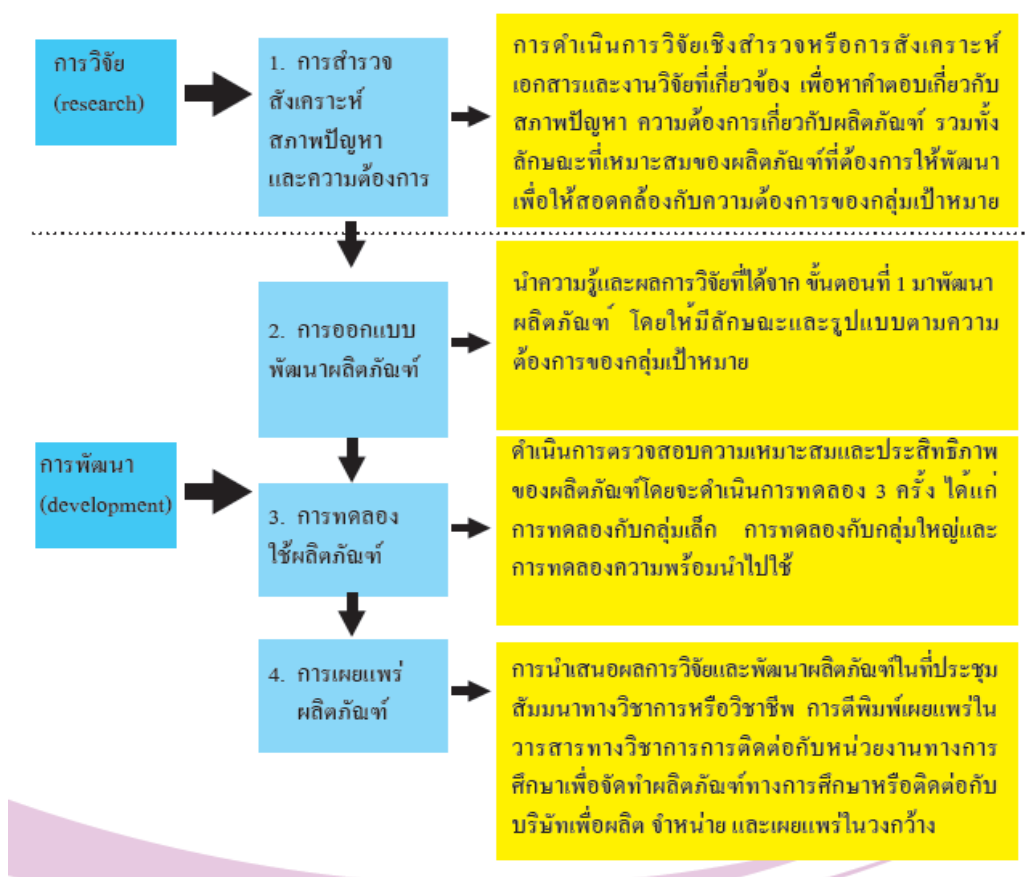 การวิจัย
(research)
1. การสำรวจ
สังเคราะห์
สภาพปัญหา
และความต้องการ
การดำเนินการวิจัยเชิงสำรวจหรือการสังเคราะห์
เอกสารและงานวิจัยที่เกี่ยวข้อง เพื่อหาคำตอบเกี่ยวกับ
สภาพปัญหา ความต้องการเกี่ยวกับผลิตภัณฑ์ รวมทั้ง
ลักษณะที่เหมาะสมของผลิตภัณฑ์ที่ต้องการให้พัฒนา
เพื่อให้สอดคล้องกับความต้องการของกลุ่มเป้าหมาย
2. การออกแบบ
พัฒนาผลิตภัณฑ์
นำความรู้และผลการวิจัยที่ได้จาก ขั้นตอนที่ 1 มาพัฒนา
ผลิตภัณฑ์ โดยให้มีลักษณะและรูปแบบตามความ
ต้องการของกลุ่มเป้าหมาย
การพัฒนา
(development)
3. การทดลอง
ใช้ผลิตภัณฑ์
ดำเนินการตรวจสอบความเหมาะสมและประสิทธิภาพ
ของผลิตภัณฑ์โดยจะดำเนินการทดลอง 3 ครั้ง ได้แก่
การทดลองกับกลุ่มเล็ก การทดลองกับกลุ่มใหญ่และ
การทดลองความพร้อมนำไปใช้
4. การเผยแพร่
ผลิตภัณฑ์
การนำเสนอผลการวิจัยและพัฒนาผลิตภัณฑ์ในที่ประชุม
สัมมนาทางวิชาการหรือวิชาชีพ การตีพิมพ์เผยแพร่ใน
วารสารทางวิชาการการติดต่อกับหน่วยงานทางการ
ศึกษาเพื่อจัดทำผลิตภัณฑ์ทางการศึกษาหรือติดต่อกับ
บริษัทเพื่อผลิต จำหน่าย และเผยแพร่ในวงกว้าง